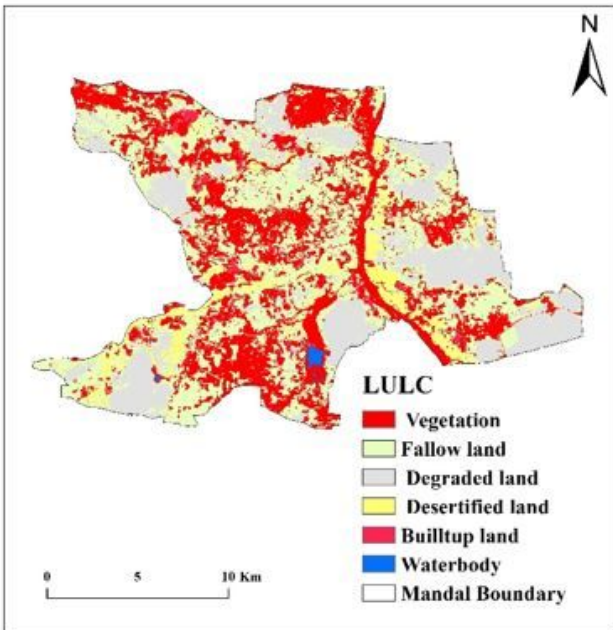 N
LULC
Vegetation
Fallow land
Degraded land
Desertified land
Builltup land
Waterbody
Mandal Boundary
0 5 10 Km